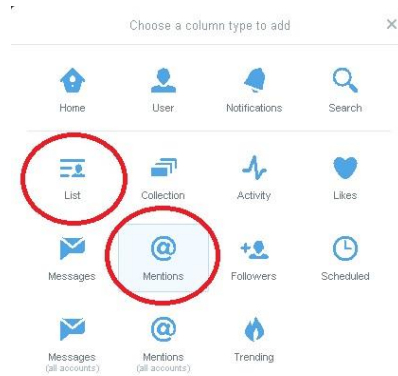 Choose a column type to add
Home User Notifications Search
List Collection Activity Likes
Messages Mentions Followers Scheduled
Messages Mentions Trending
(all accounts) (all accounts)